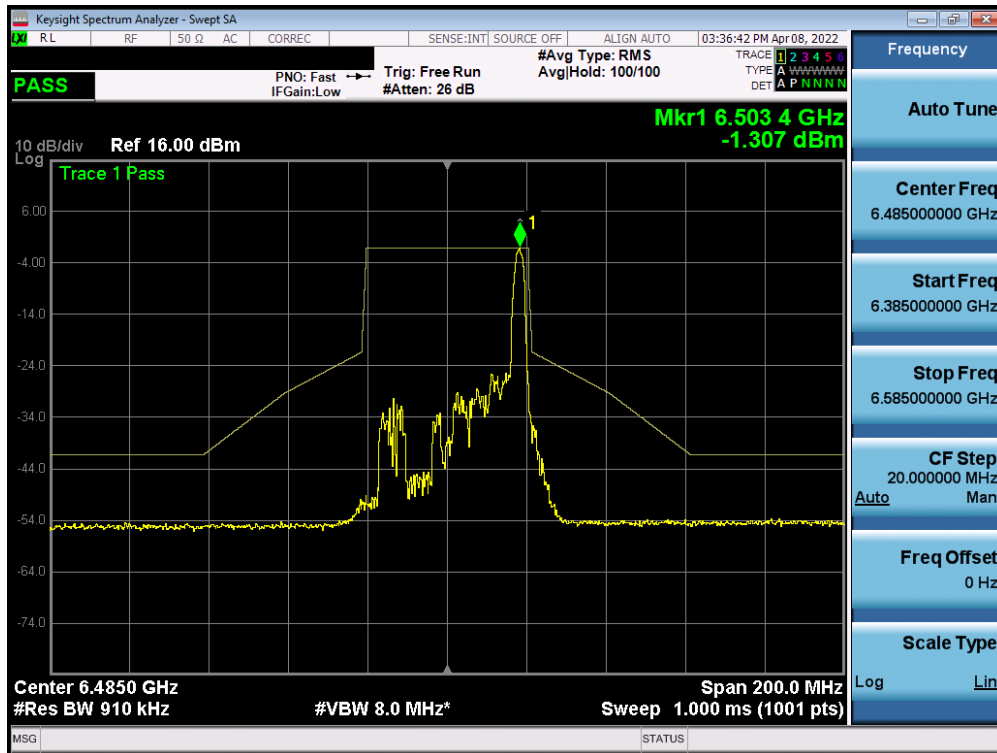 Keysight Spectrum Analyzer - Swept SA
LXI RL RF 50 Ω AC CORREC SENSE:INT SOURCE OFF ALIGN AUTO 03:36:42 PM Apr 08, 2022
PASS
PNO: Fast
IFGain:Low
Trig: Free Run
#Atten: 26 dB
#Avg Type: RMS
Avg|Hold: 100/100
TRACE 1 2 3 4 5 6
TYPE A WWWWW
DET A P N N N N
Mkr1 6.503 4 GHz
-1.307 dBm
10 dB/div Ref 16.00 dBm
Log
Trace 1 Pass
1
6.00
-4.00
-14.0
-24.0
-34.0
-44.0
-54.0
-64.0
-74.0
Center 6.4850 GHz Span 200.0 MHz
#Res BW 910 kHz #VBW 8.0 MHz* Sweep 1.000 ms (1001 pts)
MSG STATUS
Frequency
Auto Tune
Center Freq
6.485000000 GHz
Start Freq
6.385000000 GHz
Stop Freq
6.585000000 GHz
CF Step
20.000000 MHz
Auto Man
Freq Offset
0 Hz
Scale Type
Log Lin